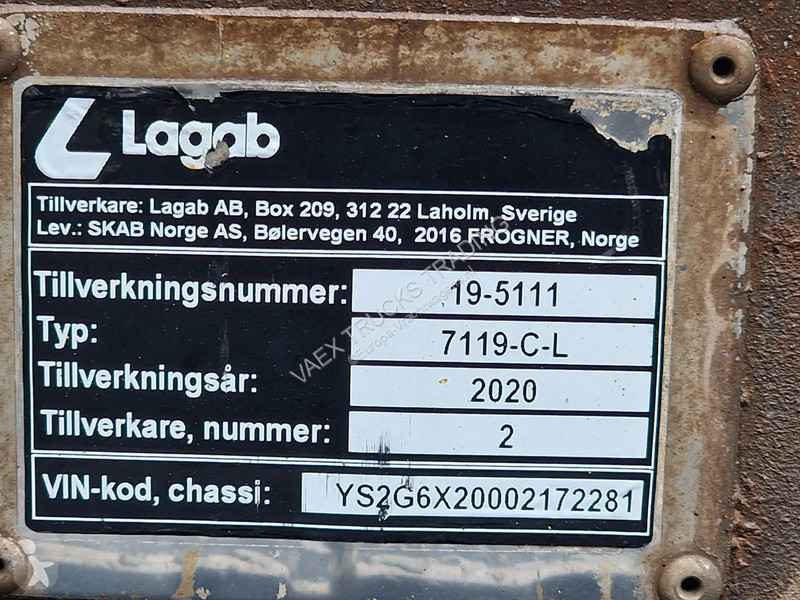 Lagab
Tillverkare: Lagab AB, Box 209, 312 22 Laholm, Sverige
Lev.: SKAB Norge AS, Bølervegen 40, 2016 FROGNER, Norge
Tillverkningsnummer: 19-5111
Typ: 7119-C-L
Tillverkningsår: 2020
Tillverkare, nummer: 2
VIN-kod, chassi: YS2G6X20002172281
VAEX TRUCKS TRADING